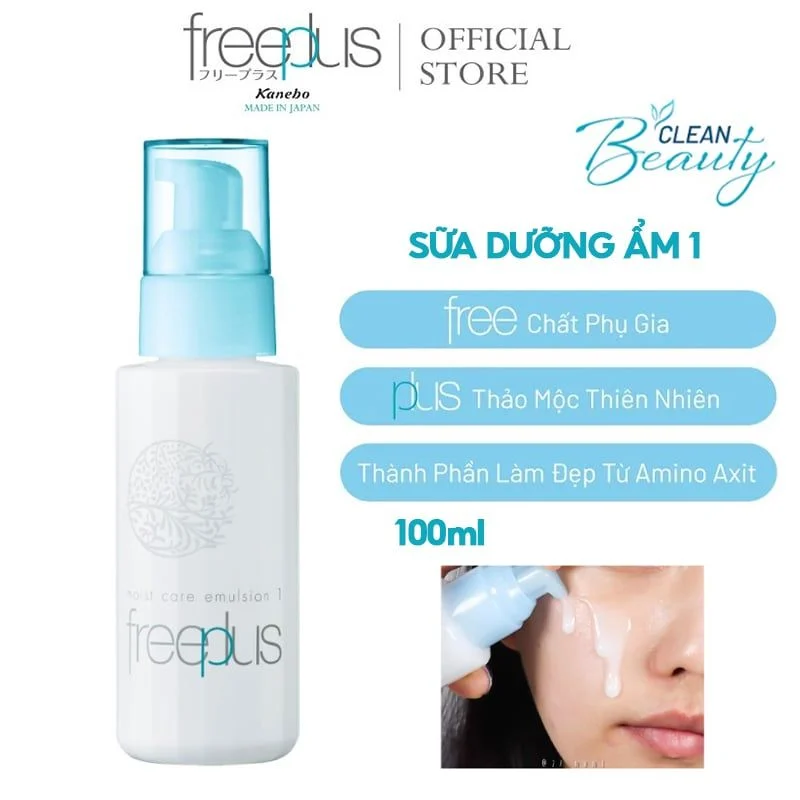 freeplus
フリープラス
Kanebo
MADE IN JAPAN
OFFICIAL
STORE
CLEAN
Beauty
SỮA DƯỠNG ẨM 1
free Chất Phụ Gia
plus Thảo Mộc Thiên Nhiên
Thành Phần Làm Đẹp Từ Amino Axit
100ml
moist care emulsion 1
freeplus